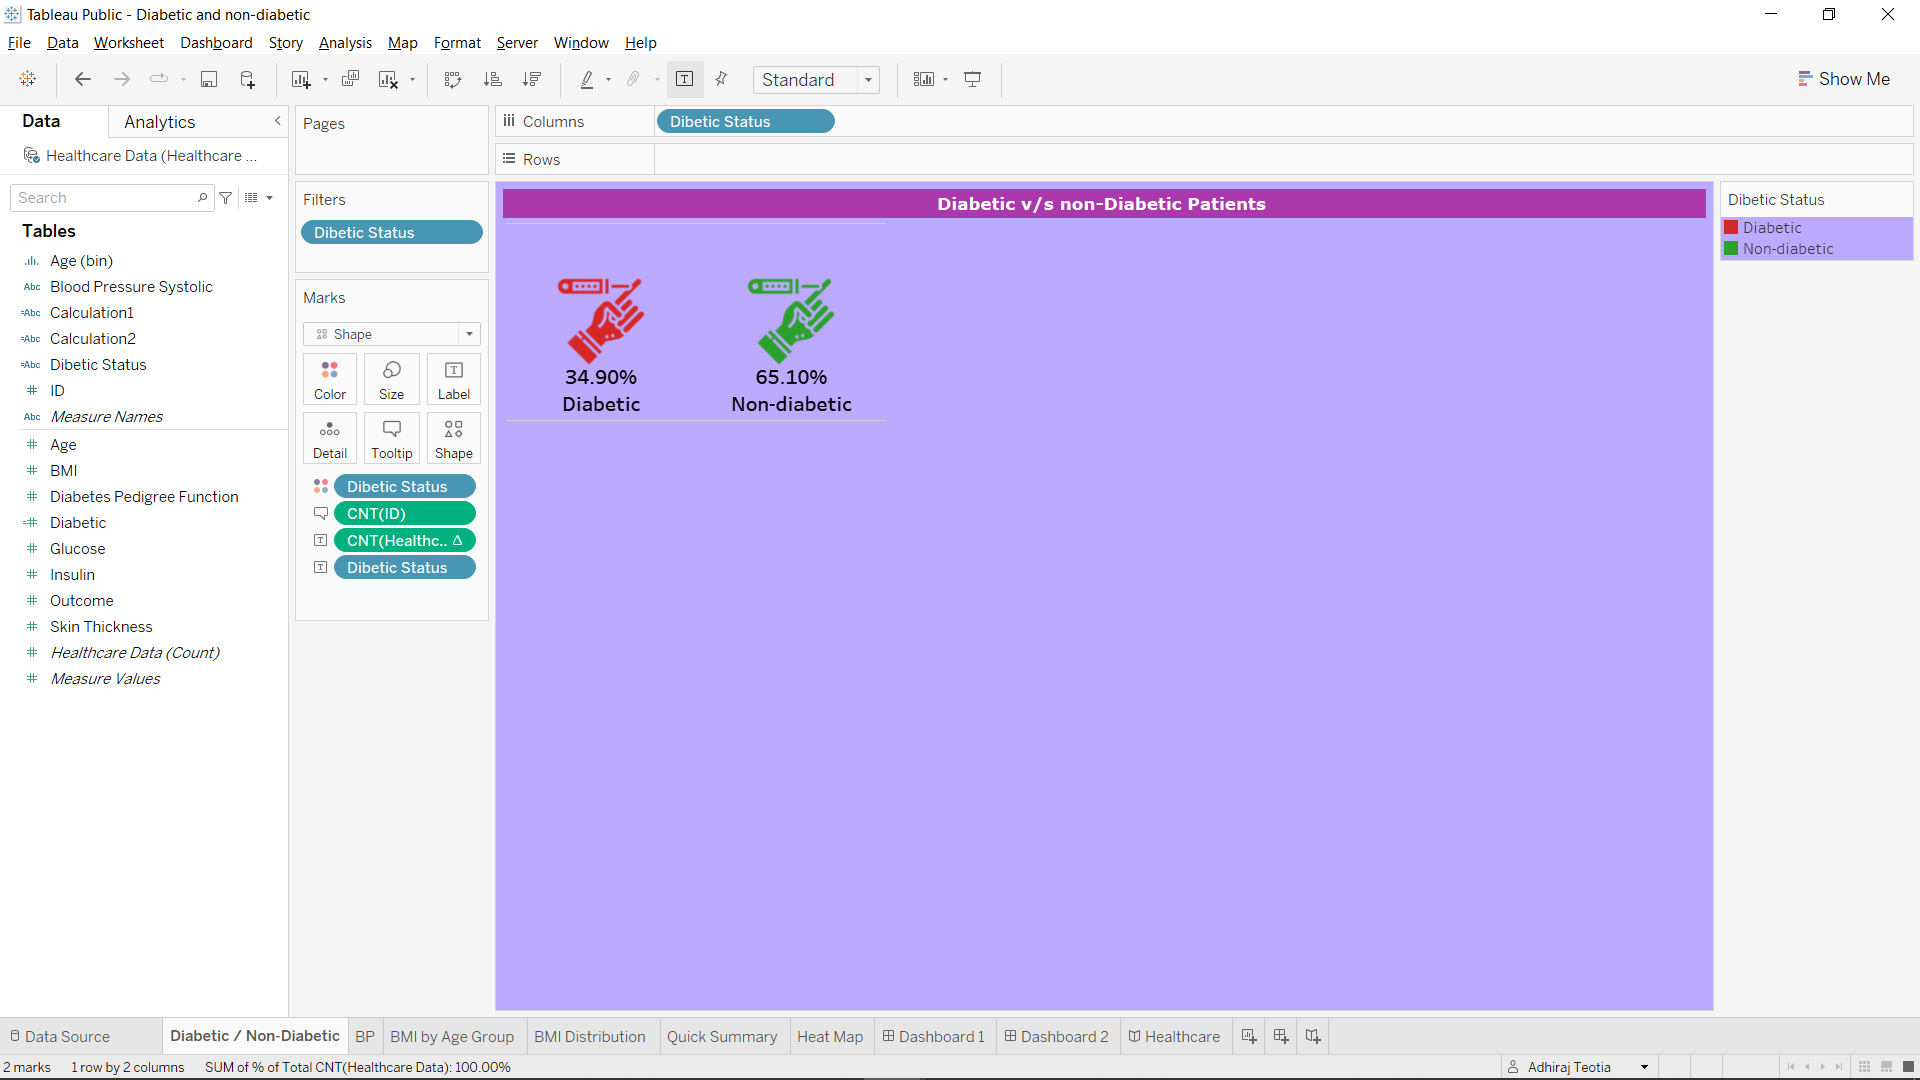 Tableau Public - Diabetic and non-diabetic
File Data Worksheet Dashboard Story Analysis Map Format Server Window Help
Standard
Show Me
Data
Analytics
Healthcare Data (Healthcare ...
Search
Tables
Age (bin)
Abc Blood Pressure Systolic
=Abc Calculation1
=Abc Calculation2
=Abc Dibetic Status
# ID
Abc Measure Names
# Age
# BMI
# Diabetes Pedigree Function
=# Diabetic
# Glucose
# Insulin
# Outcome
# Skin Thickness
# Healthcare Data (Count)
# Measure Values
Pages
Filters
Dibetic Status
Marks
Shape
Color Size Label
Detail Tooltip Shape
Dibetic Status
CNT(ID)
CNT(Healthc.. Δ
Dibetic Status
Columns Dibetic Status
Rows
Diabetic v/s non-Diabetic Patients
34.90%
Diabetic
65.10%
Non-diabetic
Dibetic Status
Diabetic
Non-diabetic
Data Source Diabetic / Non-Diabetic BP BMI by Age Group BMI Distribution Quick Summary Heat Map Dashboard 1 Dashboard 2 Healthcare
2 marks 1 row by 2 columns SUM of % of Total CNT(Healthcare Data): 100.00% Adhiraj Teotia